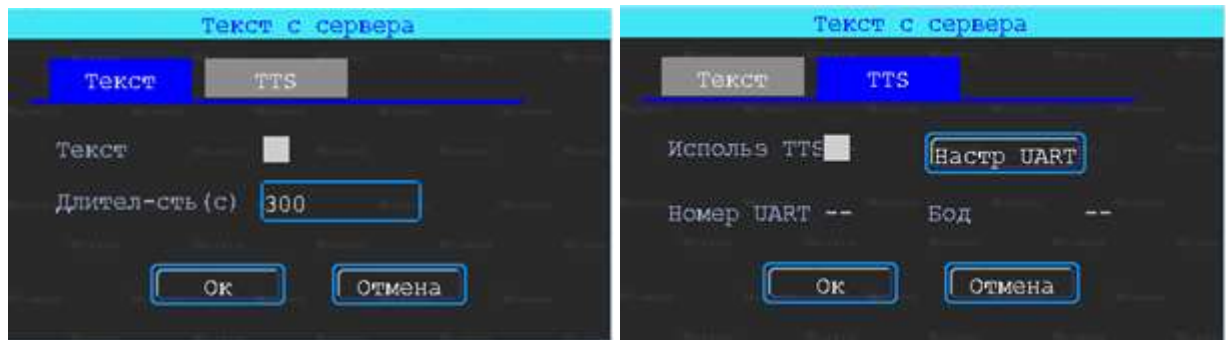 Текст с сервера
Текст TTS
Текст
Длител-сть(с) 300
Ок Отмена
Текст с сервера
Текст TTS
Использ TTS Настр UART
Номер UART -- Бод --
Ок Отмена